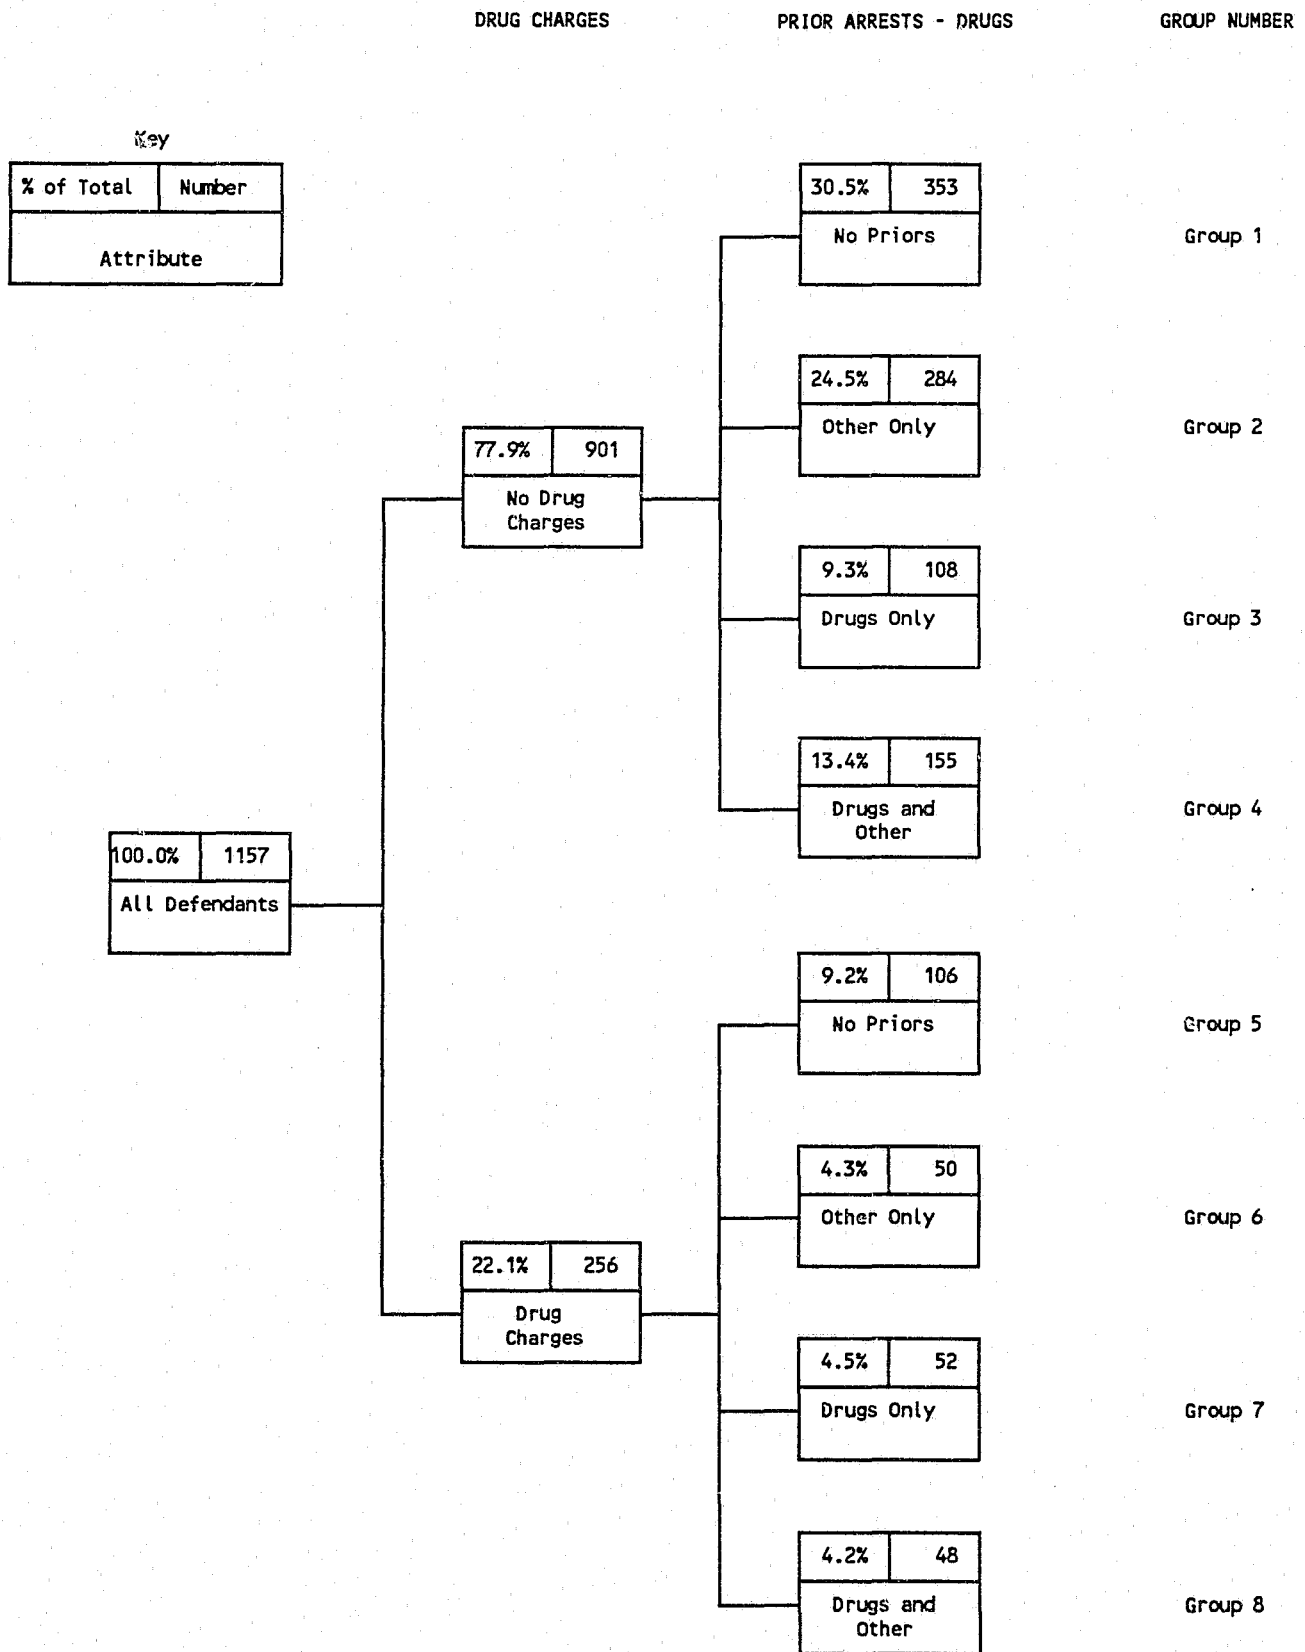 DRUG CHARGES PRIOR ARRESTS - DRUGS GROUP NUMBER
Key
% of Total Number
Attribute
30.5% 353
No Priors Group 1
24.5% 284
Other Only Group 2
77.9% 901
No Drug
Charges
9.3% 108
Drugs Only Group 3
13.4% 155
Drugs and Group 4
Other
100.0% 1157
All Defendants
9.2% 106
No Priors Group 5
4.3% 50
Other Only Group 6
22.1% 256
Drug
Charges
4.5% 52
Drugs Only Group 7
4.2% 48
Drugs and Group 8
Other